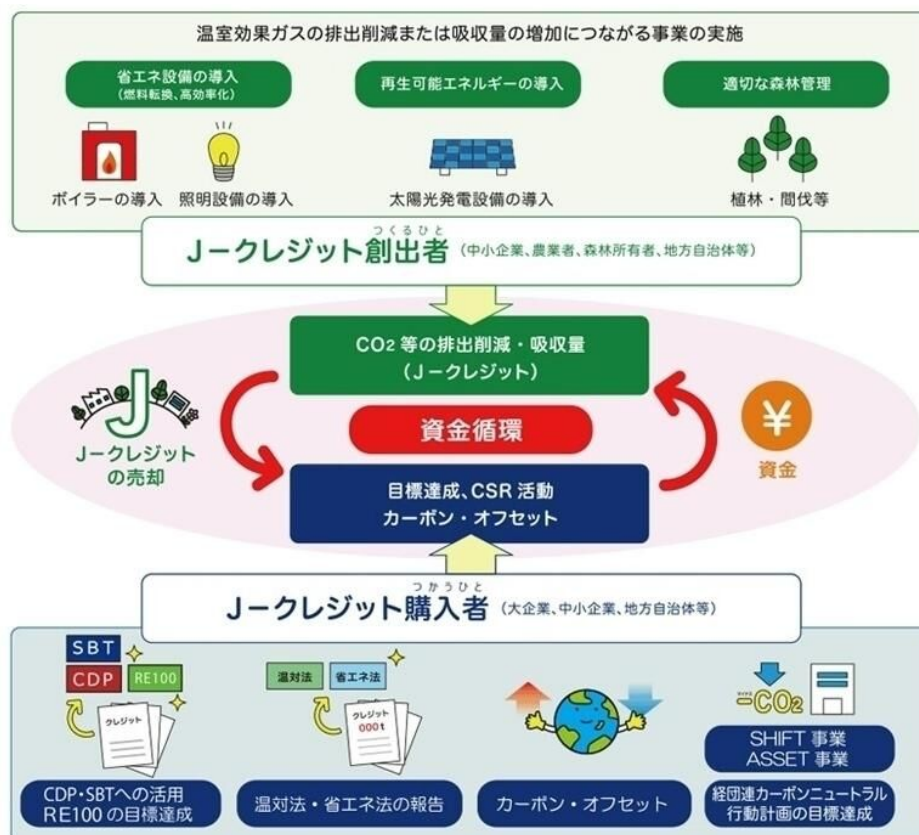 温室効果ガスの排出削減または吸収量の増加につながる事業の実施
省エネ設備の導入
(燃料転換、高効率化)
再生可能エネルギーの導入
適切な森林管理
ボイラーの導入
照明設備の導入
太陽光発電設備の導入
植林・間伐等
つくるひと
Jークレジット創出者 (中小企業、農業者、森林所有者、地方自治体等)
CO2 等の排出削減・吸収量
(Jークレジット)
J
Jークレジット
の売却
資金循環
¥
資金
目標達成、CSR 活動
カーボン・オフセット
つかうひと
Jークレジット購入者 (大企業、中小企業、地方自治体等)
SBT
CDP
RE100
クレジット
CDP・SBTへの活用
RE100 の目標達成
温対法
省エネ法
クレジット
000t
温対法・省エネ法の報告
カーボン・オフセット
マイナス
-CO2
SHIFT 事業
ASSET 事業
経団連カーボンニュートラル
行動計画の目標達成